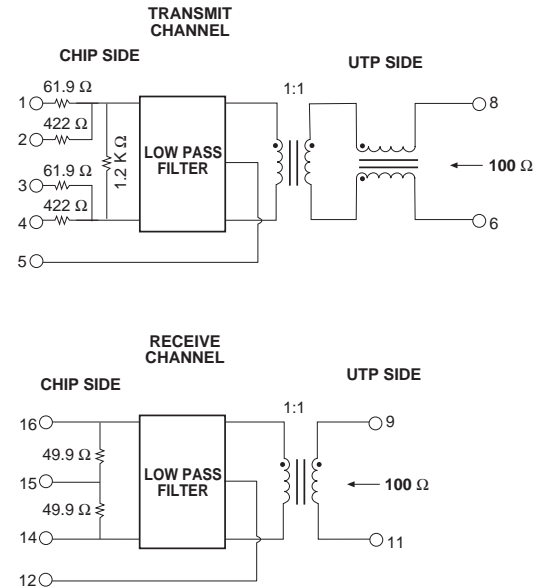 TRANSMIT
CHANNEL
CHIP SIDE
UTP SIDE
1:1
61.9 Ω
1
8
422 Ω
2
1.2 K Ω
LOW PASS
FILTER
100 Ω
61.9 Ω
3
422 Ω
4
6
5
RECEIVE
CHANNEL
CHIP SIDE
UTP SIDE
1:1
16
9
49.9 Ω
15
LOW PASS
FILTER
100 Ω
49.9 Ω
14
11
12